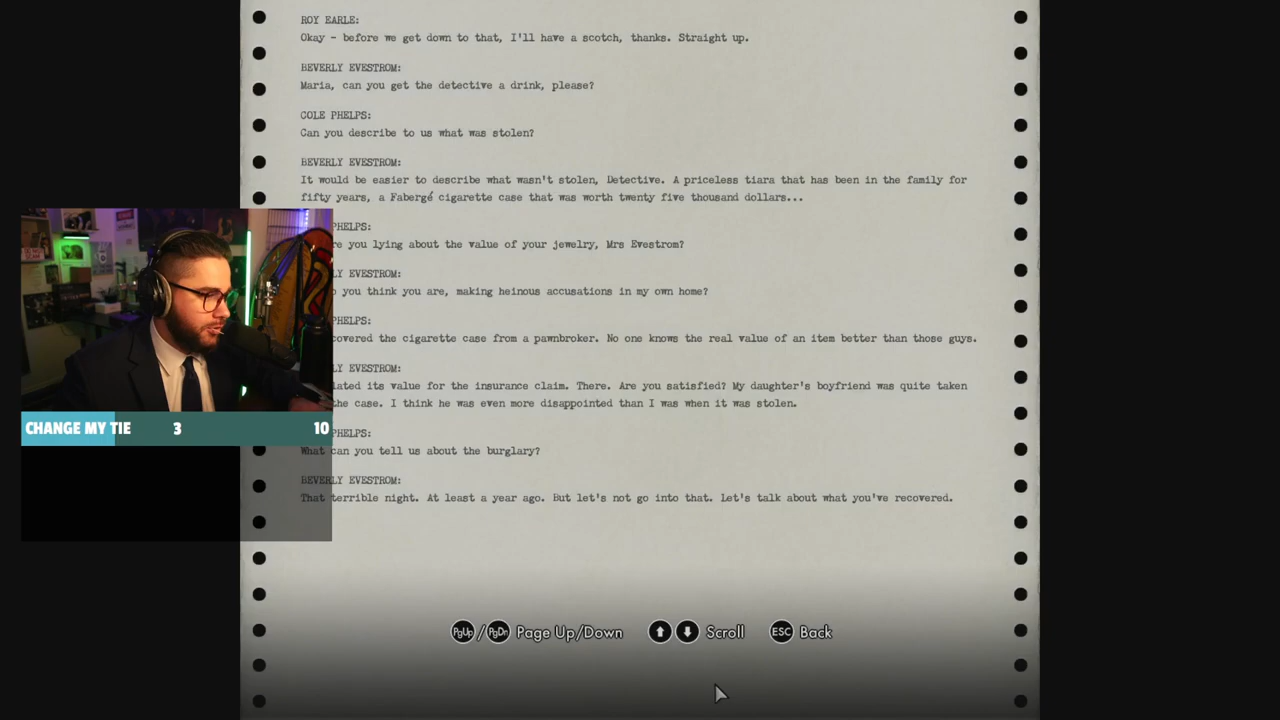 ROY EARLE:
Okay - before we get down to that, I'll have a scotch, thanks. Straight up.
BEVERLY EVESTROM:
Maria, can you get the detective a drink, please?
COLE PHELPS:
Can you describe to us what was stolen?
BEVERLY EVESTROM:
It would be easier to describe what wasn't stolen, Detective. A priceless tiara that has been in the family for
fifty years, a Fabergé cigarette case that was worth twenty five thousand dollars...
PHELPS:
you lying about the value of your jewelry, Mrs Evestrom?
EVESTROM:
you think you are, making heinous accusations in my own home?
PHELPS:
the cigarette case from a pawnbroker. No one knows the real value of an item better than those guys.
EVESTROM:
its value for the insurance claim. There. Are you satisfied? My daughter's boyfriend was quite taken
the case. I think he was even more disappointed than I was when it was stolen.
CHANGE MY TIE 3 10
PHELPS:
What can you tell us about the burglary?
BEVERLY EVESTROM:
That terrible night. At least a year ago. But let's not go into that. Let's talk about what you've recovered.
PgUp / PgDn Page Up/Down Scroll ESC Back